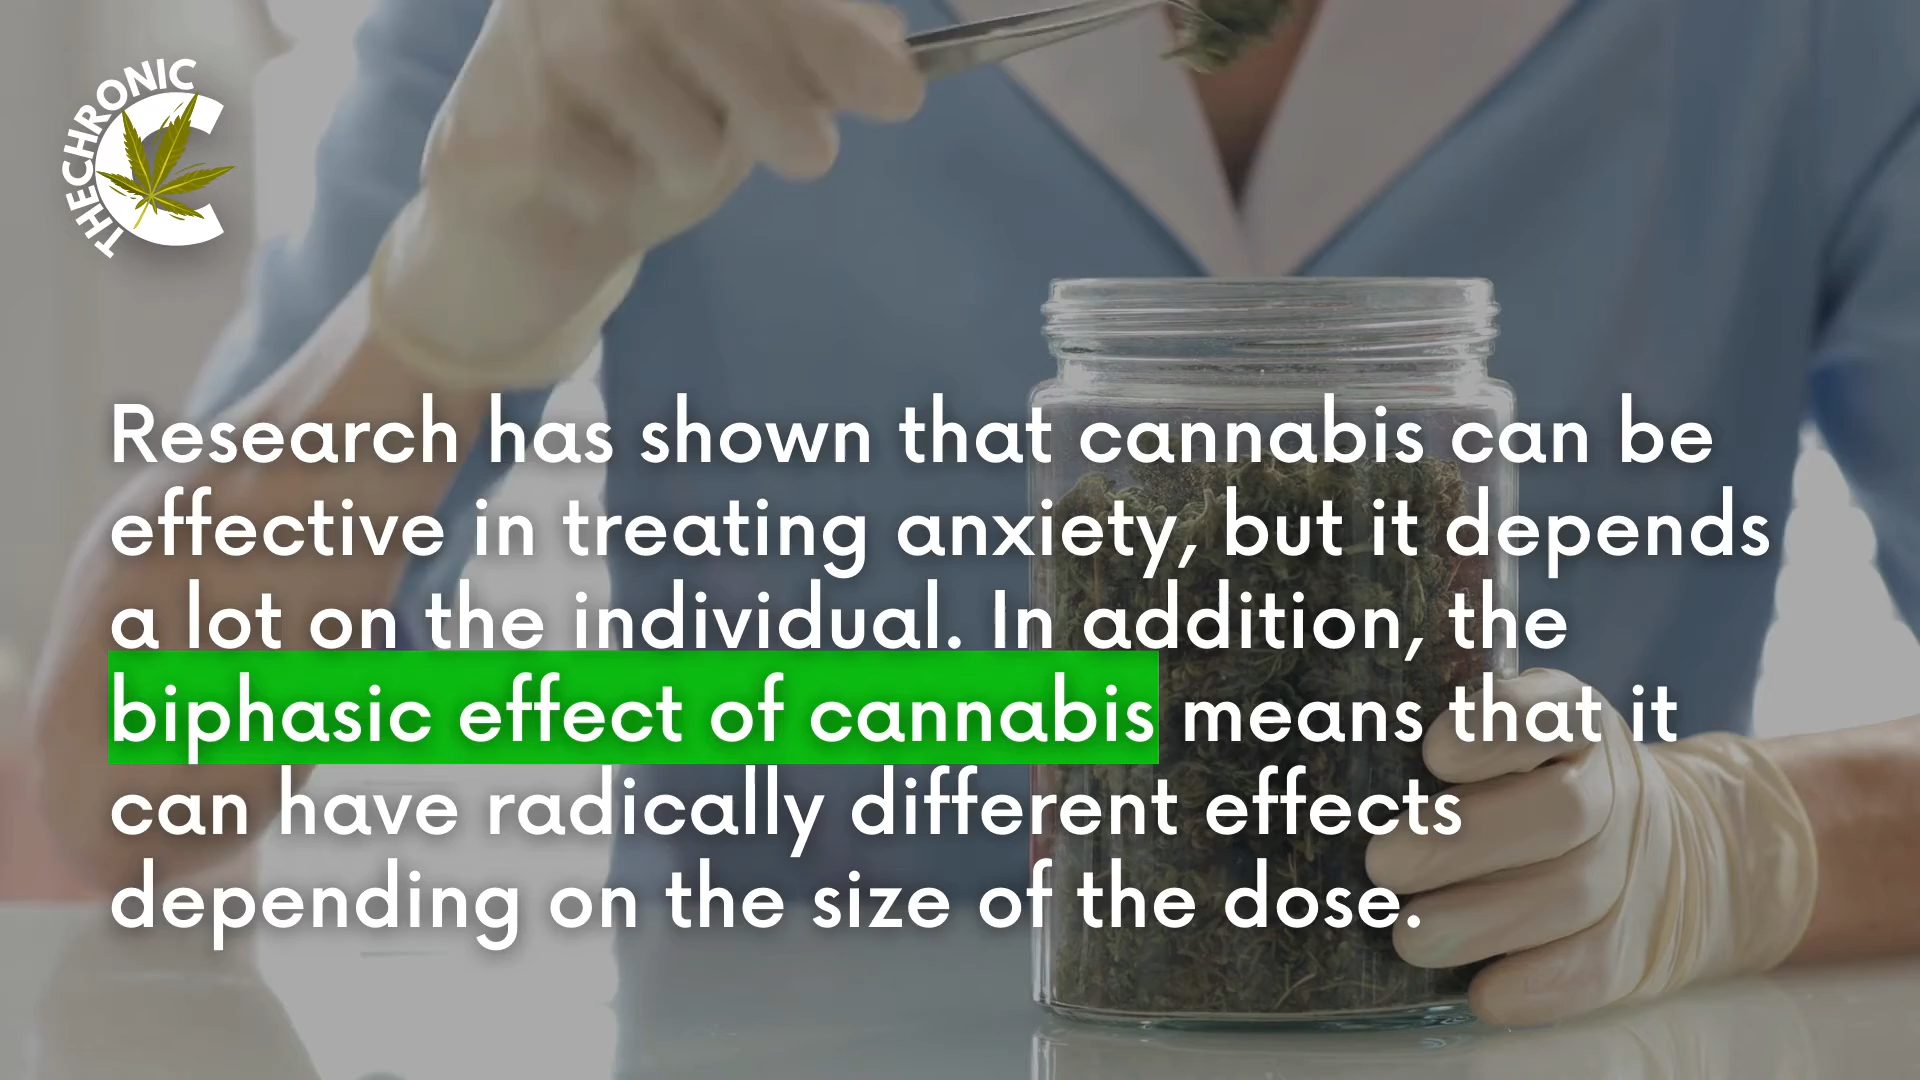 THECHRONIC
Research has shown that cannabis can be
effective in treating anxiety, but it depends
a lot on the individual. In addition, the
biphasic effect of cannabis means that it
can have radically different effects
depending on the size of the dose.